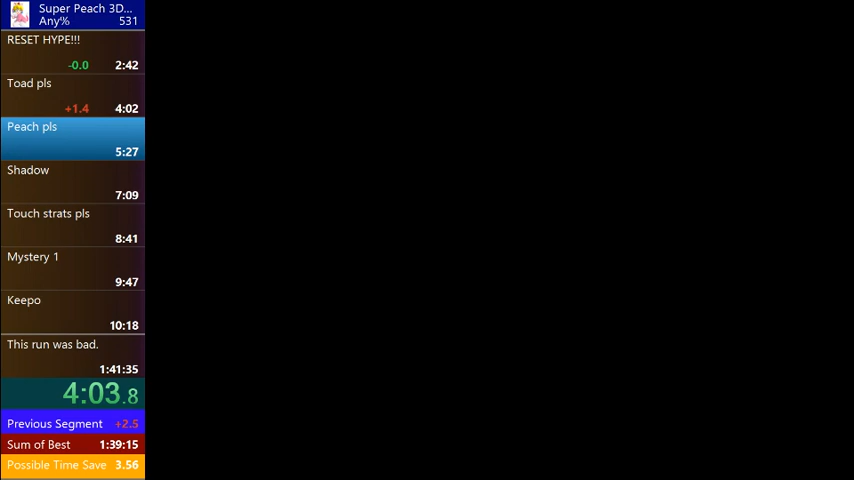 Super Peach 3D...
Any% 531
RESET HYPE!!!
-0.0 2:42
Toad pls
+1.4 4:02
Peach pls
5:27
Shadow
7:09
Touch strats pls
8:41
Mystery 1
9:47
Keepo
10:18
This run was bad.
1:41:35
4:03.8
Previous Segment +2.5
Sum of Best 1:39:15
Possible Time Save 3.56